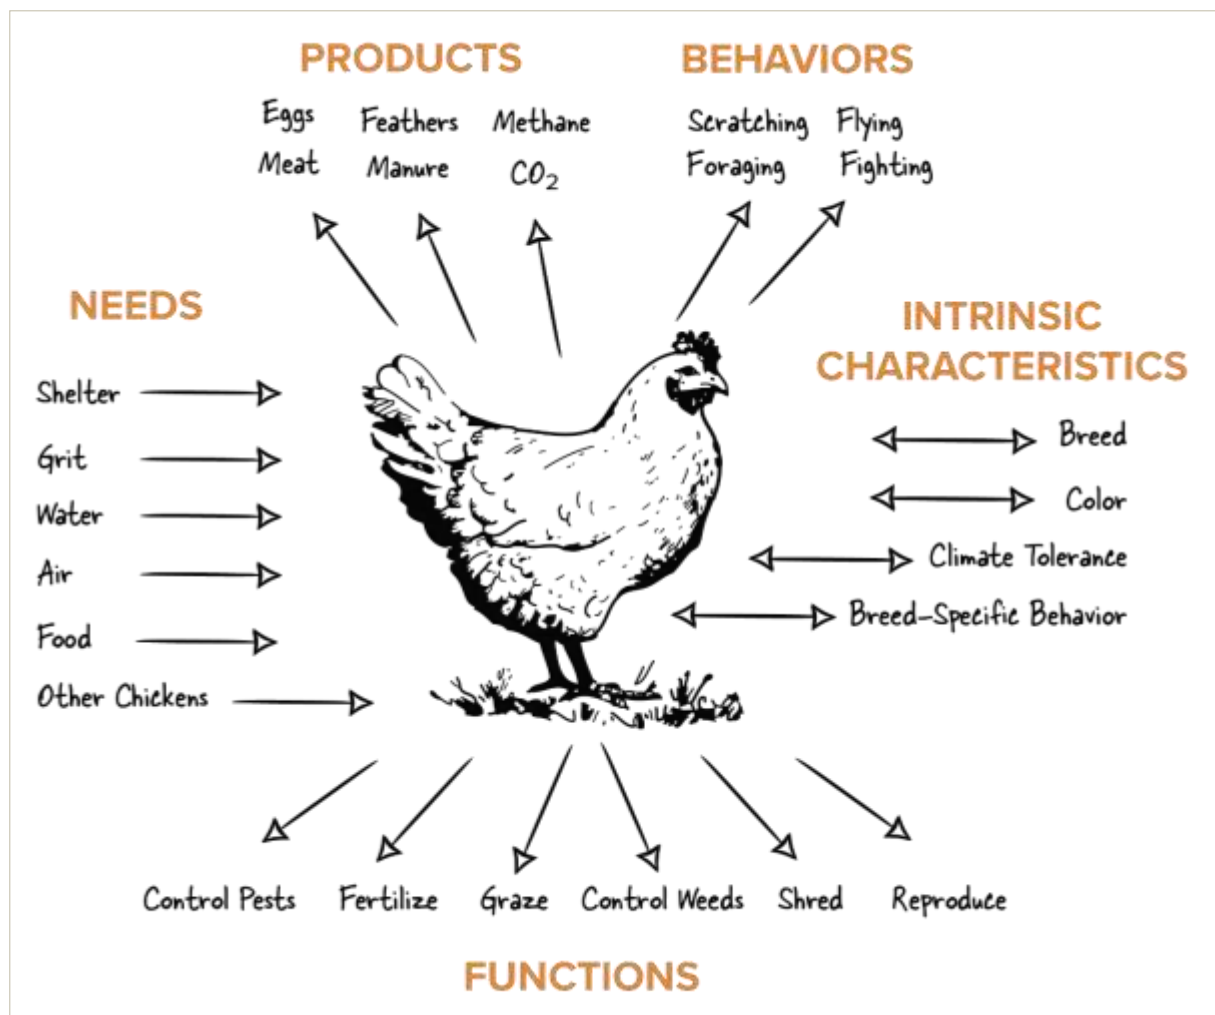 PRODUCTS
Eggs Feathers Methane
Meat Manure CO₂
BEHAVIORS
Scratching Flying
Foraging Fighting
NEEDS
Shelter
Grit
Water
Air
Food
Other Chickens
INTRINSIC
CHARACTERISTICS
Breed
Color
Climate Tolerance
Breed-Specific Behavior
Control Pests Fertilize Graze Control Weeds Shred Reproduce
FUNCTIONS